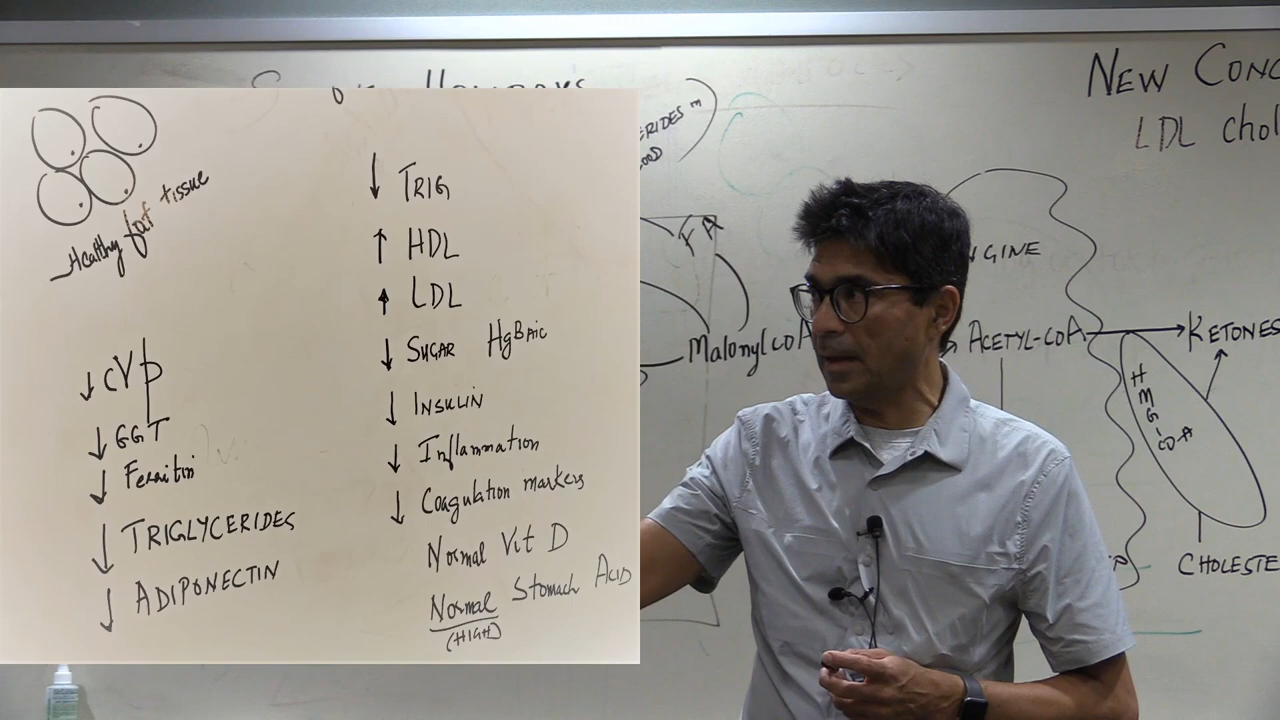 Healthy fat tissue
↓ CVD
↓ GGT
↓ Ferritin
↓ TRIGLYCERIDES
↓ ADIPONECTIN
↓ TRIG
↑ HDL
↑ LDL
↓ SUGAR HgBA1c
↓ INSULIN
↓ Inflammation
↓ Coagulation markers
Normal Vit D
Normal Stomach ACID
(HIGH)
FA
Malonyl COA
ACETYL-COA
KETONES
HMG-COA
NEW CONC
LDL Chol
CHOLESTE